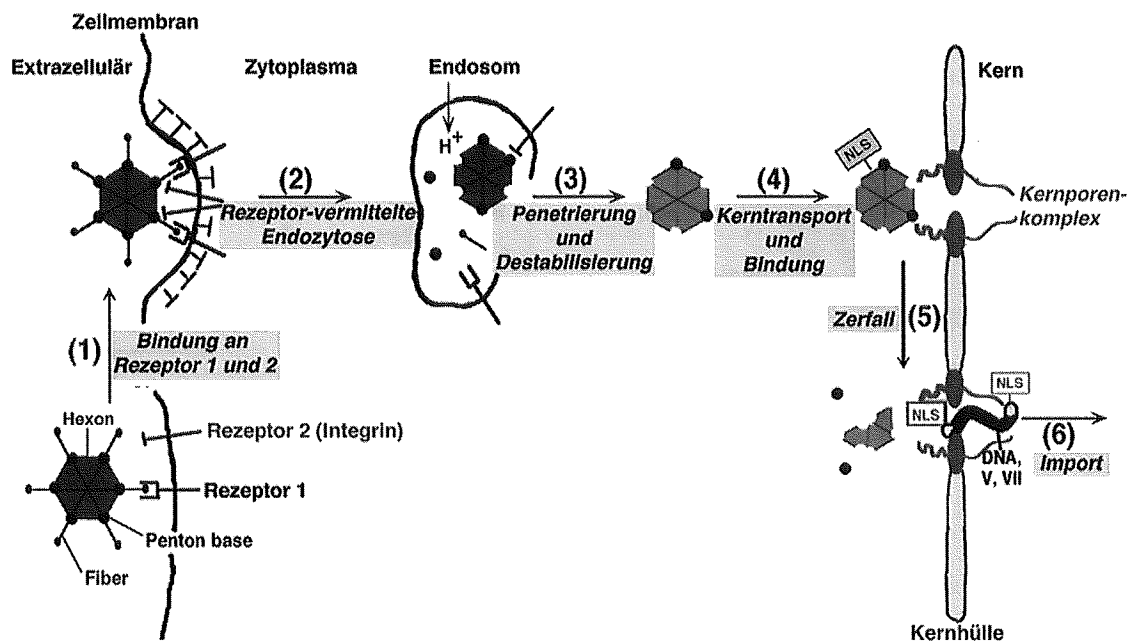 Zellmembran
Extrazellulär
Zytoplasma
Endosom
Kern
H+
NLS
(2)
Rezeptor-vermittelte
Endozytose
(3)
Penetrierung
und
Destabilisierung
(4)
Kerntransport
und
Bindung
Kernporen-
komplex
(1)
Bindung an
Rezeptor 1 und 2
Zerfall
(5)
Hexon
Rezeptor 2 (Integrin)
Rezeptor 1
Penton base
Fiber
NLS
NLS
DNA,
V, VII
(6)
Import
Kernhülle